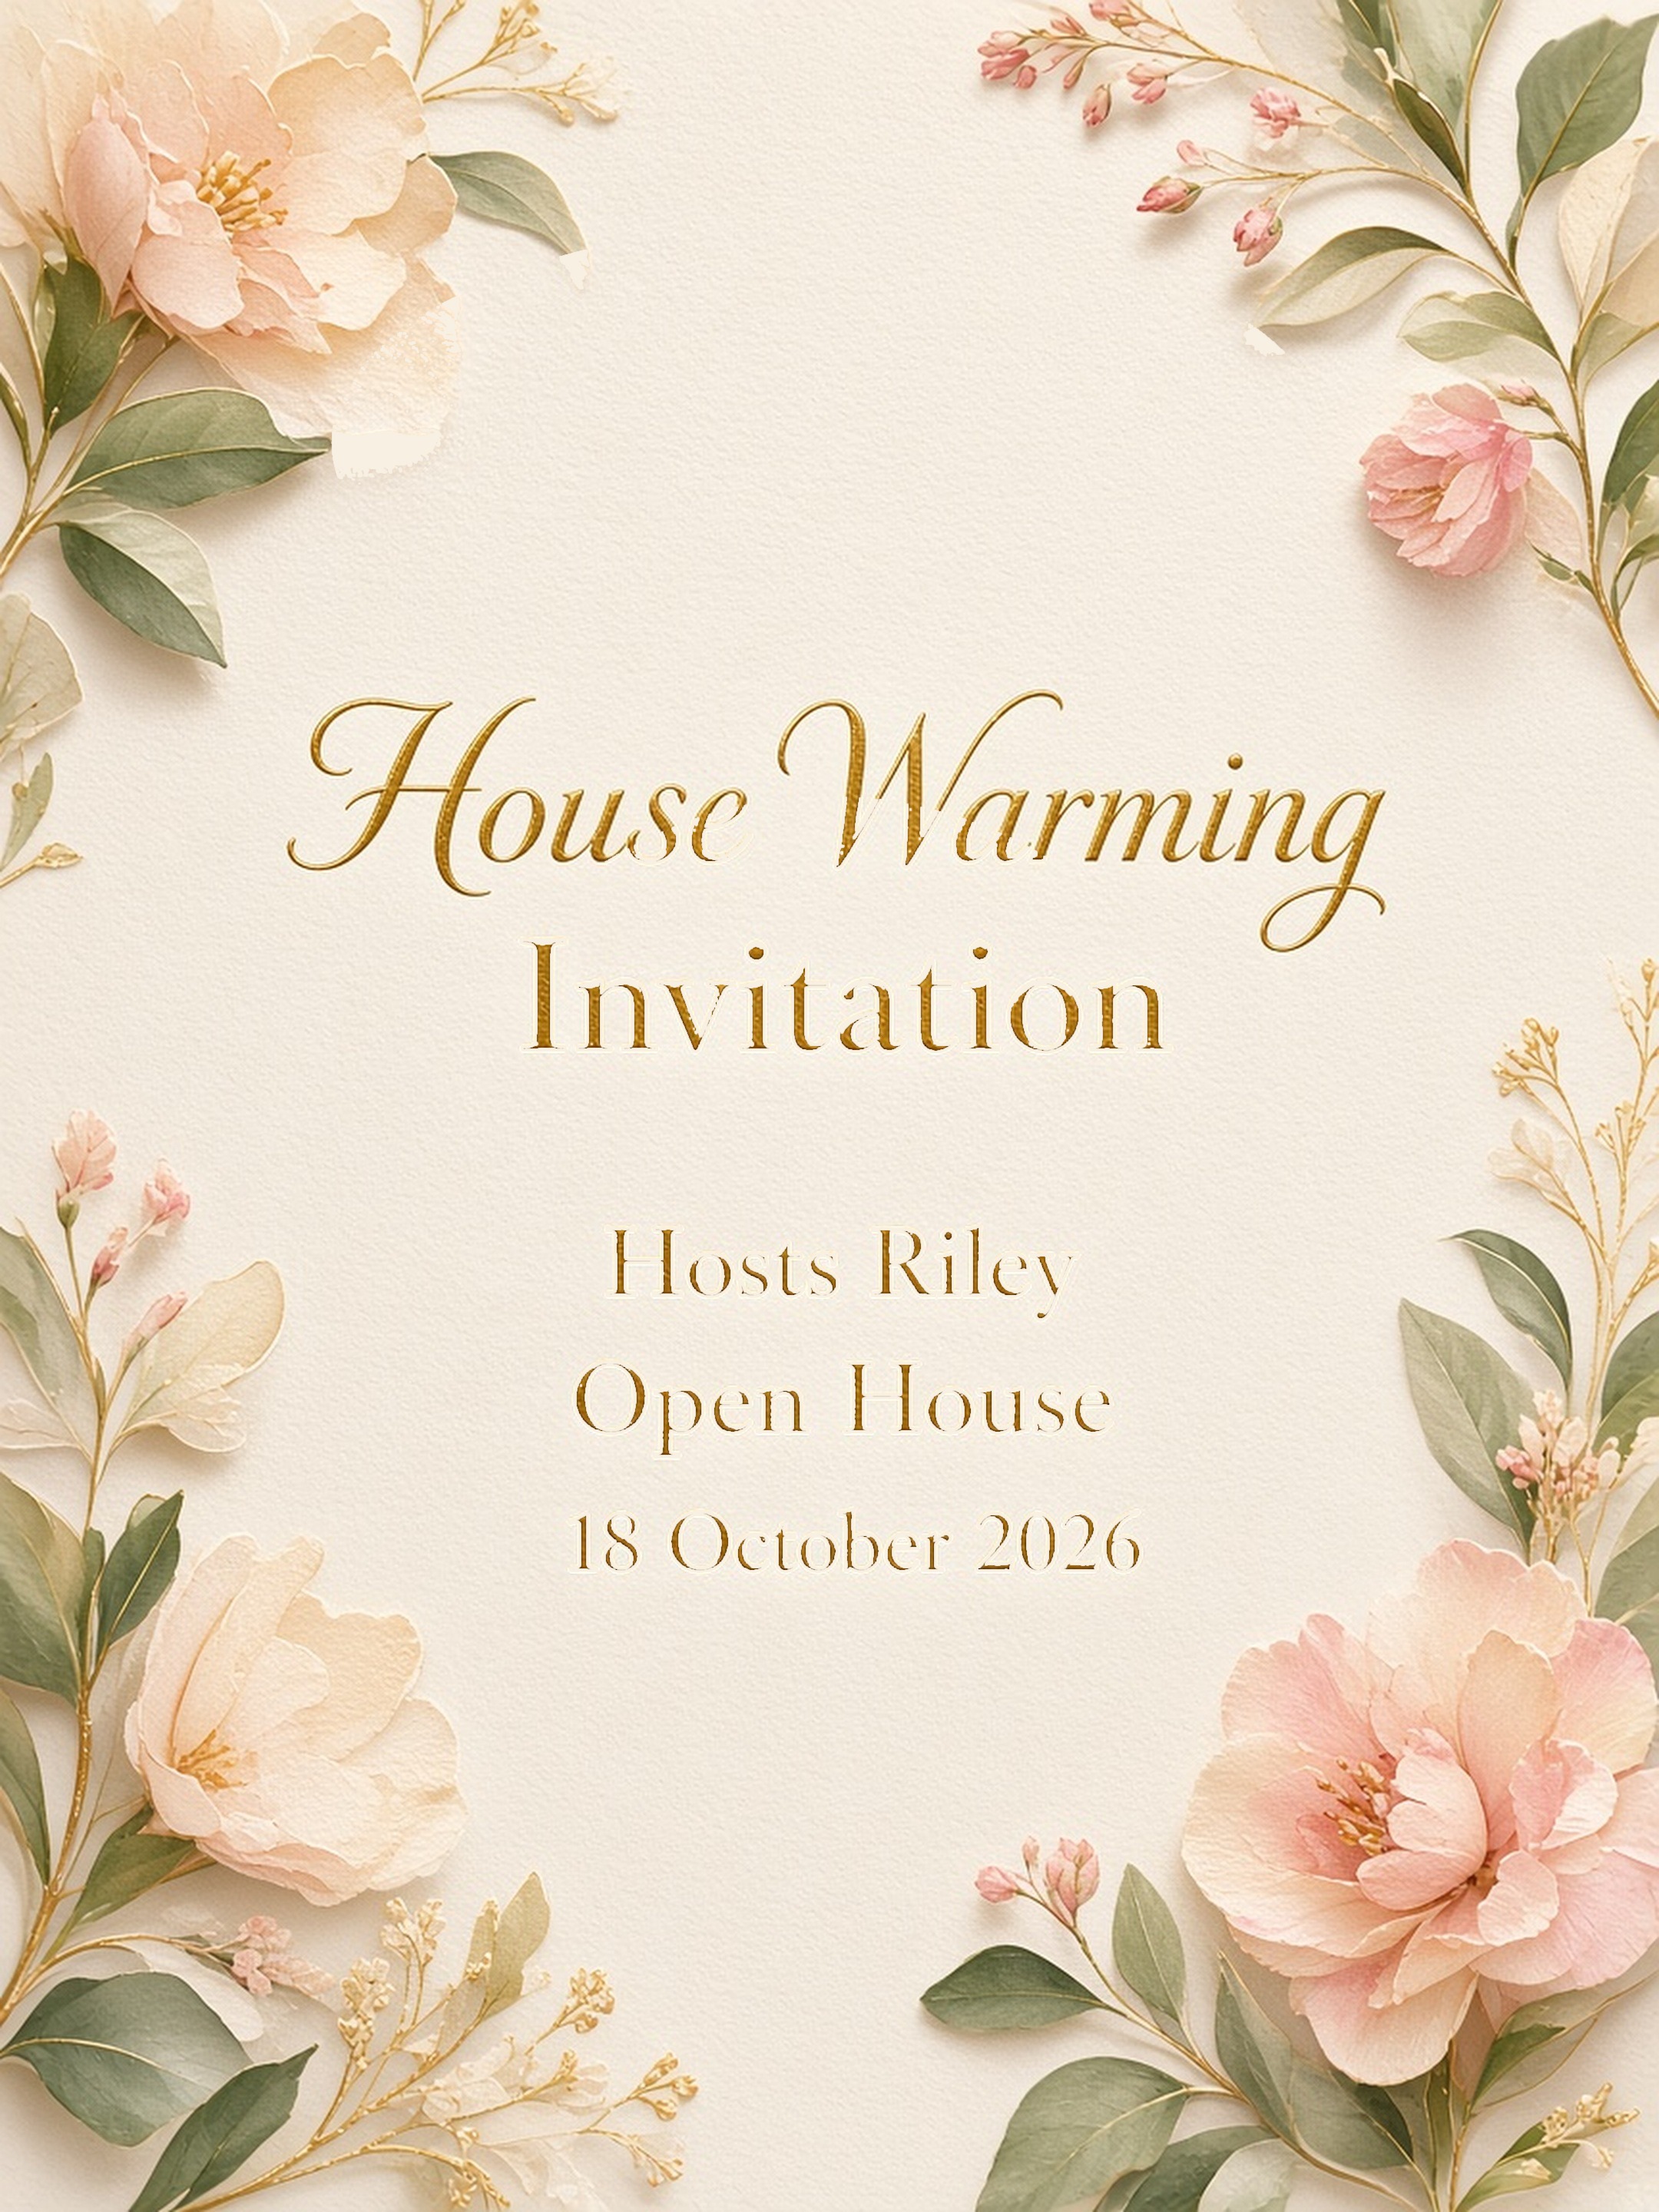 House Warming
Invitation
Hosts Riley
Open House
18 October 2026